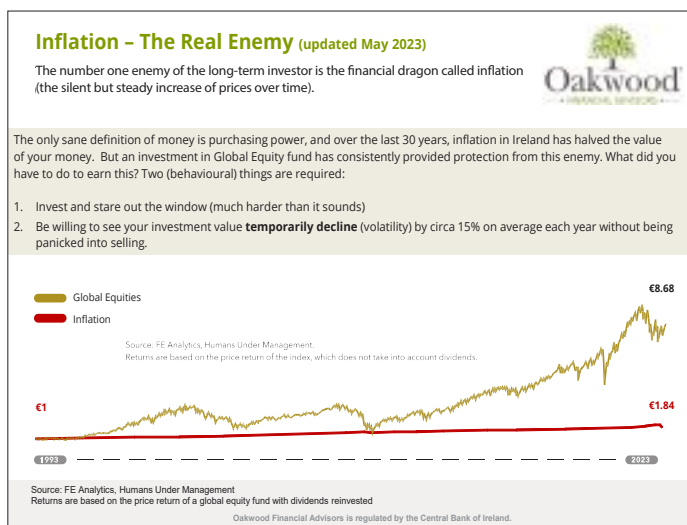 Inflation – The Real Enemy (updated May 2023)
The number one enemy of the long-term investor is the financial dragon called inflation
(the silent but steady increase of prices over time).
Oakwood
FINANCIAL ADVISORS
The only sane definition of money is purchasing power, and over the last 30 years, inflation in Ireland has halved the value
of your money. But an investment in Global Equity fund has consistently provided protection from this enemy. What did you
have to do to earn this? Two (behavioural) things are required:
1. Invest and stare out the window (much harder than it sounds)
2. Be willing to see your investment value temporarily decline (volatility) by circa 15% on average each year without being
panicked into selling.
€8.68
Global Equities
Inflation
Source: FE Analytics, Humans Under Management.
Returns are based on the price return of the index, which does not take into account dividends.
€1
€1.84
1993
2023
Source: FE Analytics, Humans Under Management
Returns are based on the price return of a global equity fund with dividends reinvested
Oakwood Financial Advisors is regulated by the Central Bank of Ireland.